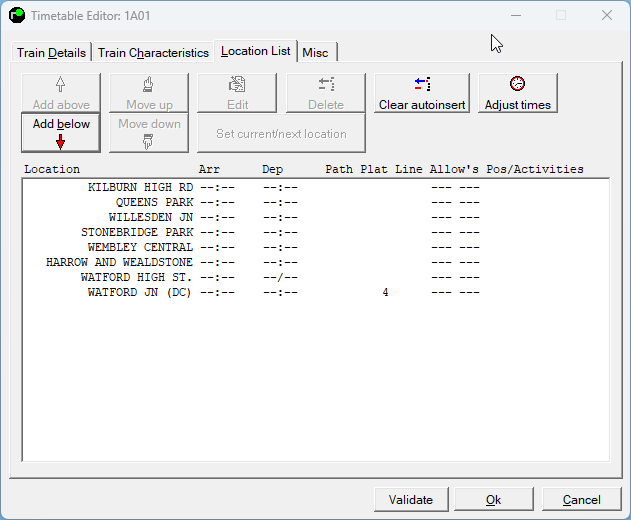 Timetable Editor: 1A01
Train Details Train Characteristics Location List Misc
Add above Move up Edit Delete Clear autoinsert Adjust times
Add below Move down Set current/next location
Location Arr Dep Path Plat Line Allow's Pos/Activities
KILBURN HIGH RD --:-- --:-- --- ---
QUEENS PARK --:-- --:-- --- ---
WILLESDEN JN --:-- --:-- --- ---
STONEBRIDGE PARK --:-- --:-- --- ---
WEMBLEY CENTRAL --:-- --:-- --- ---
HARROW AND WEALDSTONE --:-- --:-- --- ---
WATFORD HIGH ST. --:-- --/-- --- ---
WATFORD JN (DC) --:-- --:-- 4 --- ---
Validate Ok Cancel